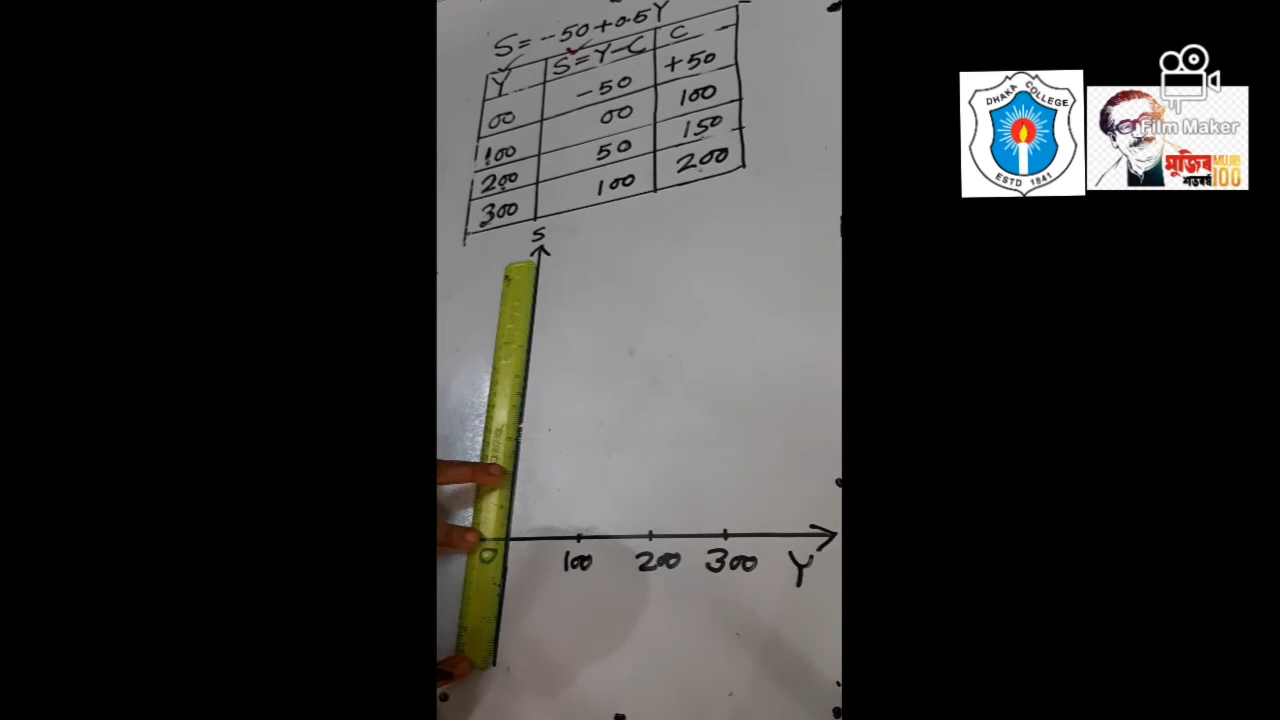 S = -50 + 0.5Y
Y S = Y - C C
00 -50 +50
100 00 100
200 50 150
300 100 200
S
0 100 200 300 Y
DHAKA COLLEGE
ESTD 1841
Film Maker
মুজিব MUJIB
শতবর্ষ 100